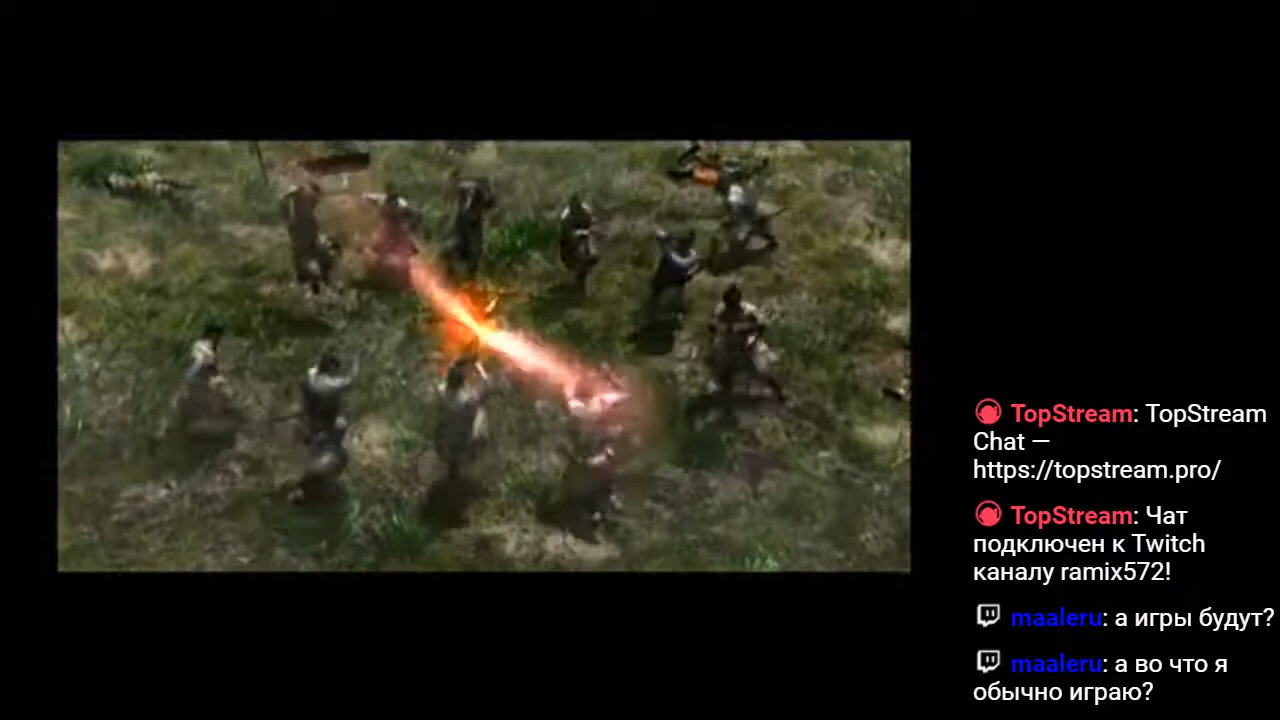 TopStream: TopStream
Chat —
https://topstream.pro/
TopStream: Чат
подключен к Twitch
каналу ramix572!
maaleru: а игры будут?
maaleru: а во что я
обычно играю?